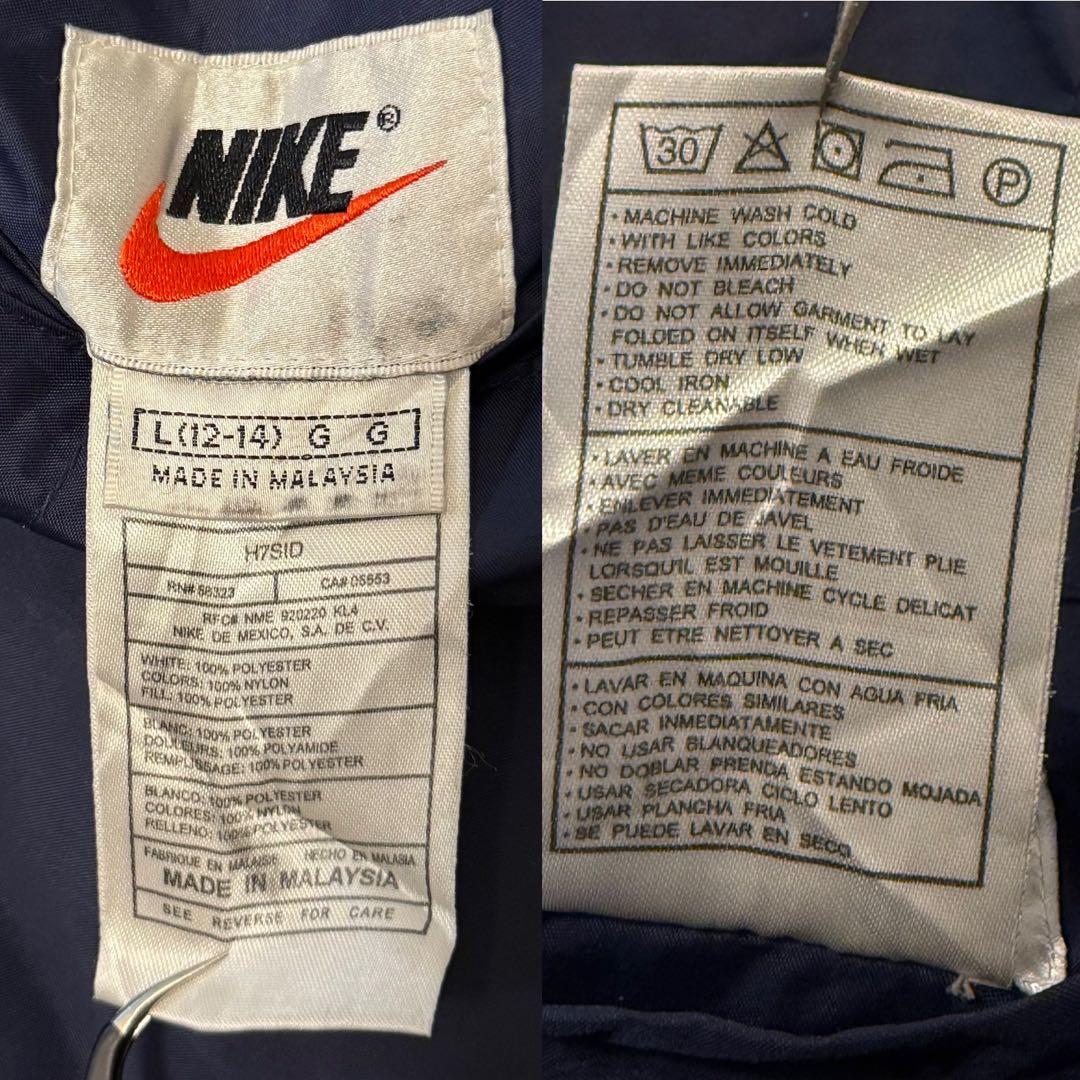 NIKE®
L(12-14) G G
MADE IN MALAYSIA
H7SID
RN# 56323 CA# 05553
RFC# NME 920220 KL4
NIKE DE MEXICO, S.A. DE C.V.
WHITE: 100% POLYESTER
COLORS: 100% NYLON
FILL: 100% POLYESTER
BLANC: 100% POLYESTER
DOULEURS: 100% POLYAMIDE
REMPLISSAGE: 100% POLYESTER
BLANCO: 100% POLYESTER
COLORES: 100% NYLON
RELLENO: 100% POLYESTER
FABRIQUE EN MALAISIE HECHO EN MALASIA
MADE IN MALAYSIA
SEE REVERSE FOR CARE
30 P
• MACHINE WASH COLD
• WITH LIKE COLORS
• REMOVE IMMEDIATELY
• DO NOT BLEACH
• DO NOT ALLOW GARMENT TO LAY
FOLDED ON ITSELF WHEN WET
• TUMBLE DRY LOW
• COOL IRON
• DRY CLEANABLE
• LAVER EN MACHINE A EAU FROIDE
• AVEC MEME COULEURS
• ENLEVER IMMEDIATEMENT
• PAS D'EAU DE JAVEL
• NE PAS LAISSER LE VETEMENT PLIE
LORSQU'IL EST MOUILLE
• SECHER EN MACHINE CYCLE DELICAT
• REPASSER FROID
• PEUT ETRE NETTOYER A SEC
• LAVAR EN MAQUINA CON AGUA FRIA
• CON COLORES SIMILARES
• SACAR INMEDIATAMENTE
• NO USAR BLANQUEADORES
• NO DOBLAR PRENDA ESTANDO MOJADA
• USAR SECADORA CICLO LENTO
• USAR PLANCHA FRIA
• SE PUEDE LAVAR EN SECO